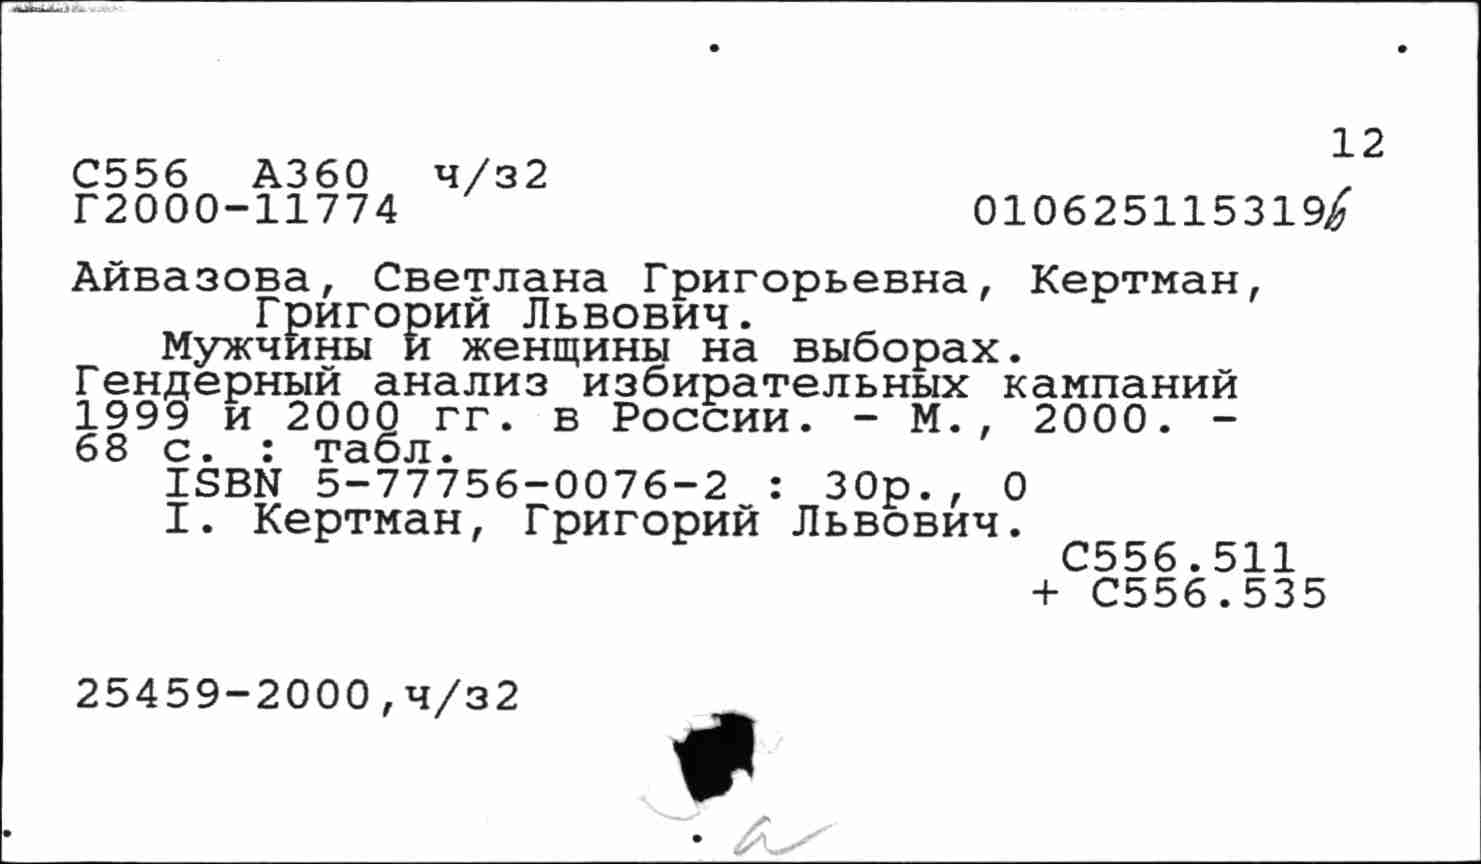 12
С556 А360 ч/з2
Г2000-11774 010625115319б
Айвазова, Светлана Григорьевна, Кертман,
Григорий Львович.
Мужчины и женщины на выборах.
Гендерный анализ избирательных кампаний
1999 и 2000 гг. в России. - М., 2000. -
68 с. : табл.
ISBN 5-77756-0076-2 : 30р., 0
I. Кертман, Григорий Львович.
С556.511
+ С556.535
25459-2000,ч/з2
а